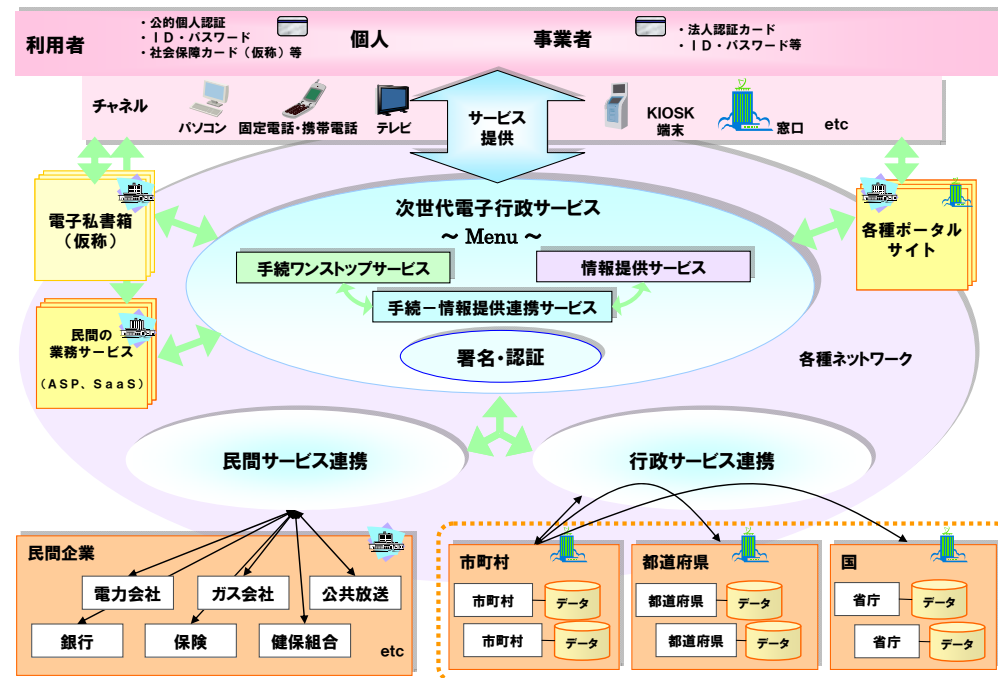 利用者
・公的個人認証
・ＩＤ・パスワード
・社会保障カード（仮称）等
個人
事業者
・法人認証カード
・ＩＤ・パスワード等
チャネル
パソコン
固定電話・携帯電話
テレビ
サービス
提供
KIOSK
端末
窓口
etc
電子私書箱
（仮称）
次世代電子行政サービス
～ Menu ～
手続ワンストップサービス
情報提供サービス
手続－情報提供連携サービス
署名・認証
各種ポータル
サイト
民間の
業務サービス
（ＡＳＰ、ＳａａＳ）
各種ネットワーク
民間サービス連携
行政サービス連携
民間企業
電力会社
ガス会社
公共放送
銀行
保険
健保組合
etc
市町村
市町村
データ
市町村
データ
都道府県
都道府県
データ
都道府県
データ
国
省庁
データ
省庁
データ